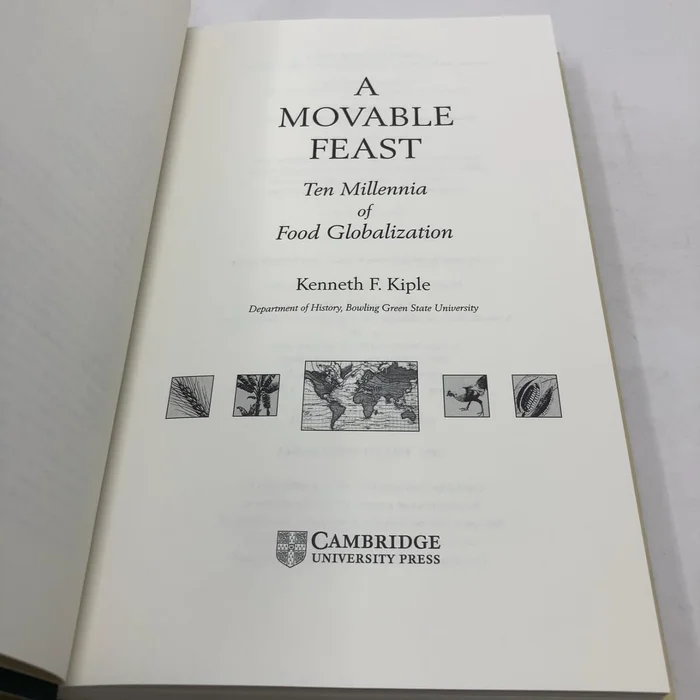 A
MOVABLE
FEAST
Ten Millennia
of
Food Globalization
Kenneth F. Kiple
Department of History, Bowling Green State University
CAMBRIDGE
UNIVERSITY PRESS